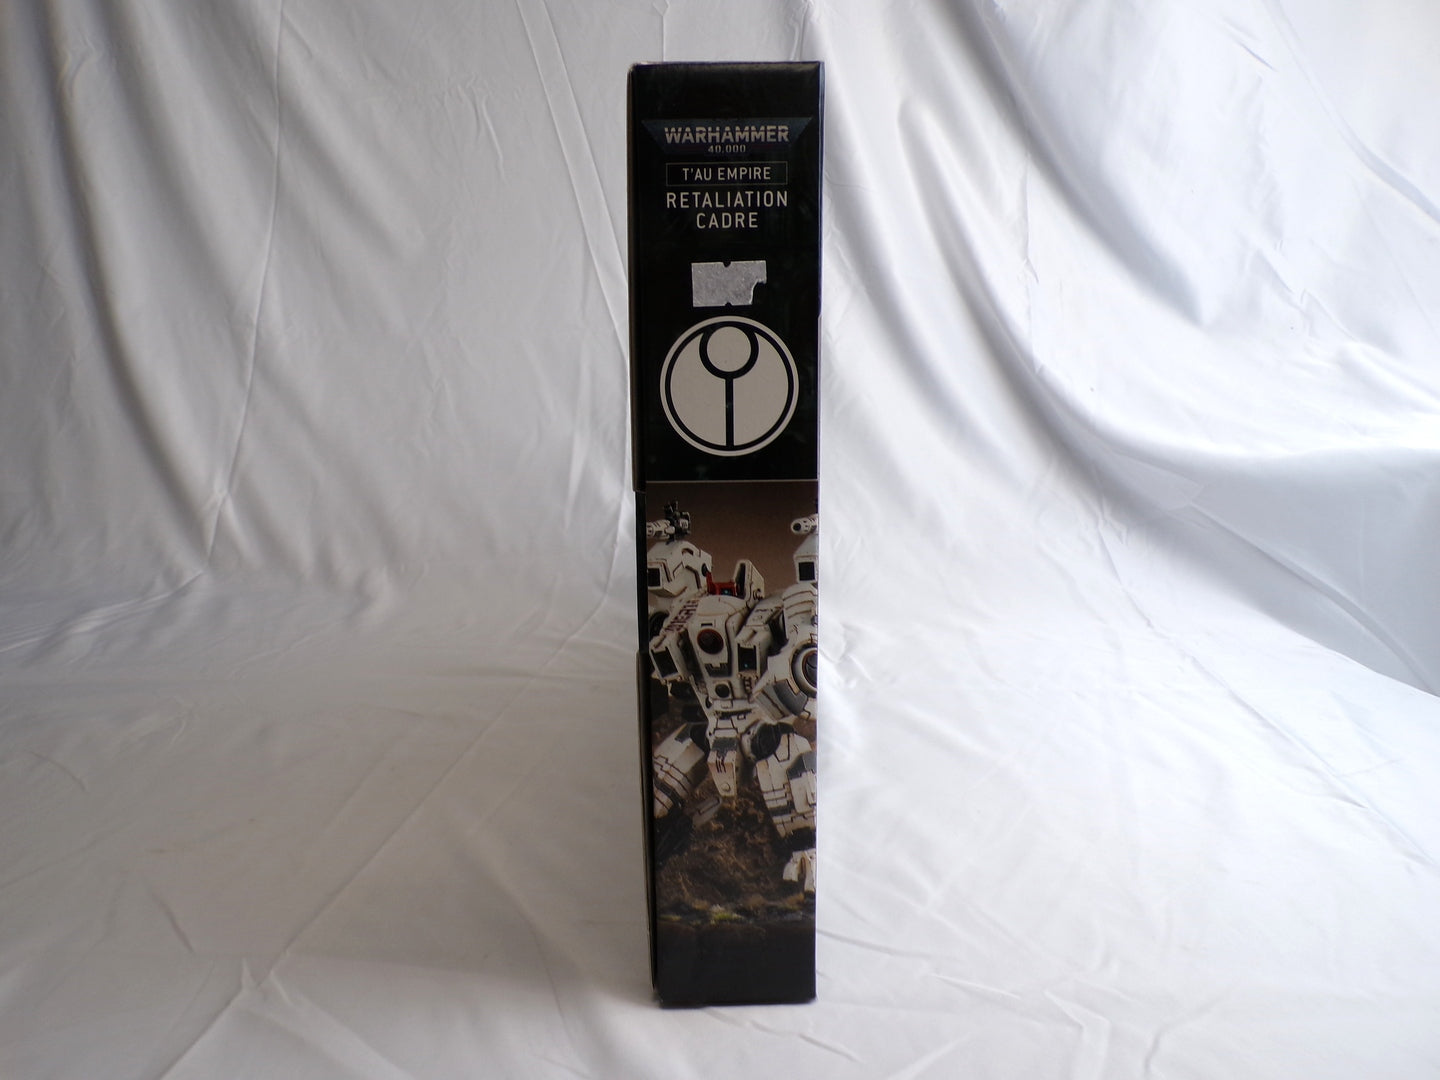 WARHAMMER
40,000
T'AU EMPIRE
RETALIATION
CADRE